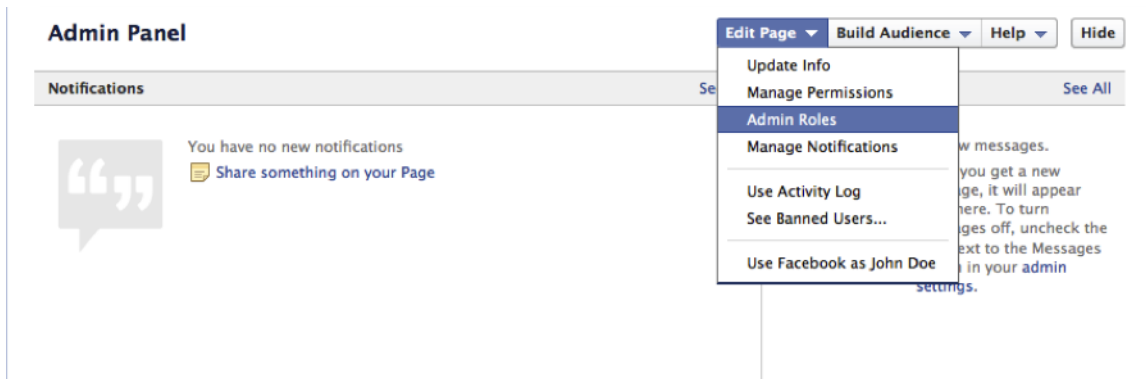 Admin Panel
Edit Page
Build Audience
Help
Hide
Notifications
Se
See All
Update Info
Manage Permissions
Admin Roles
Manage Notifications
Use Activity Log
See Banned Users...
Use Facebook as John Doe
You have no new notifications
Share something on your Page
w messages.
you get a new
ge, it will appear
here. To turn
ges off, uncheck the
ext to the Messages
in your admin
settings.